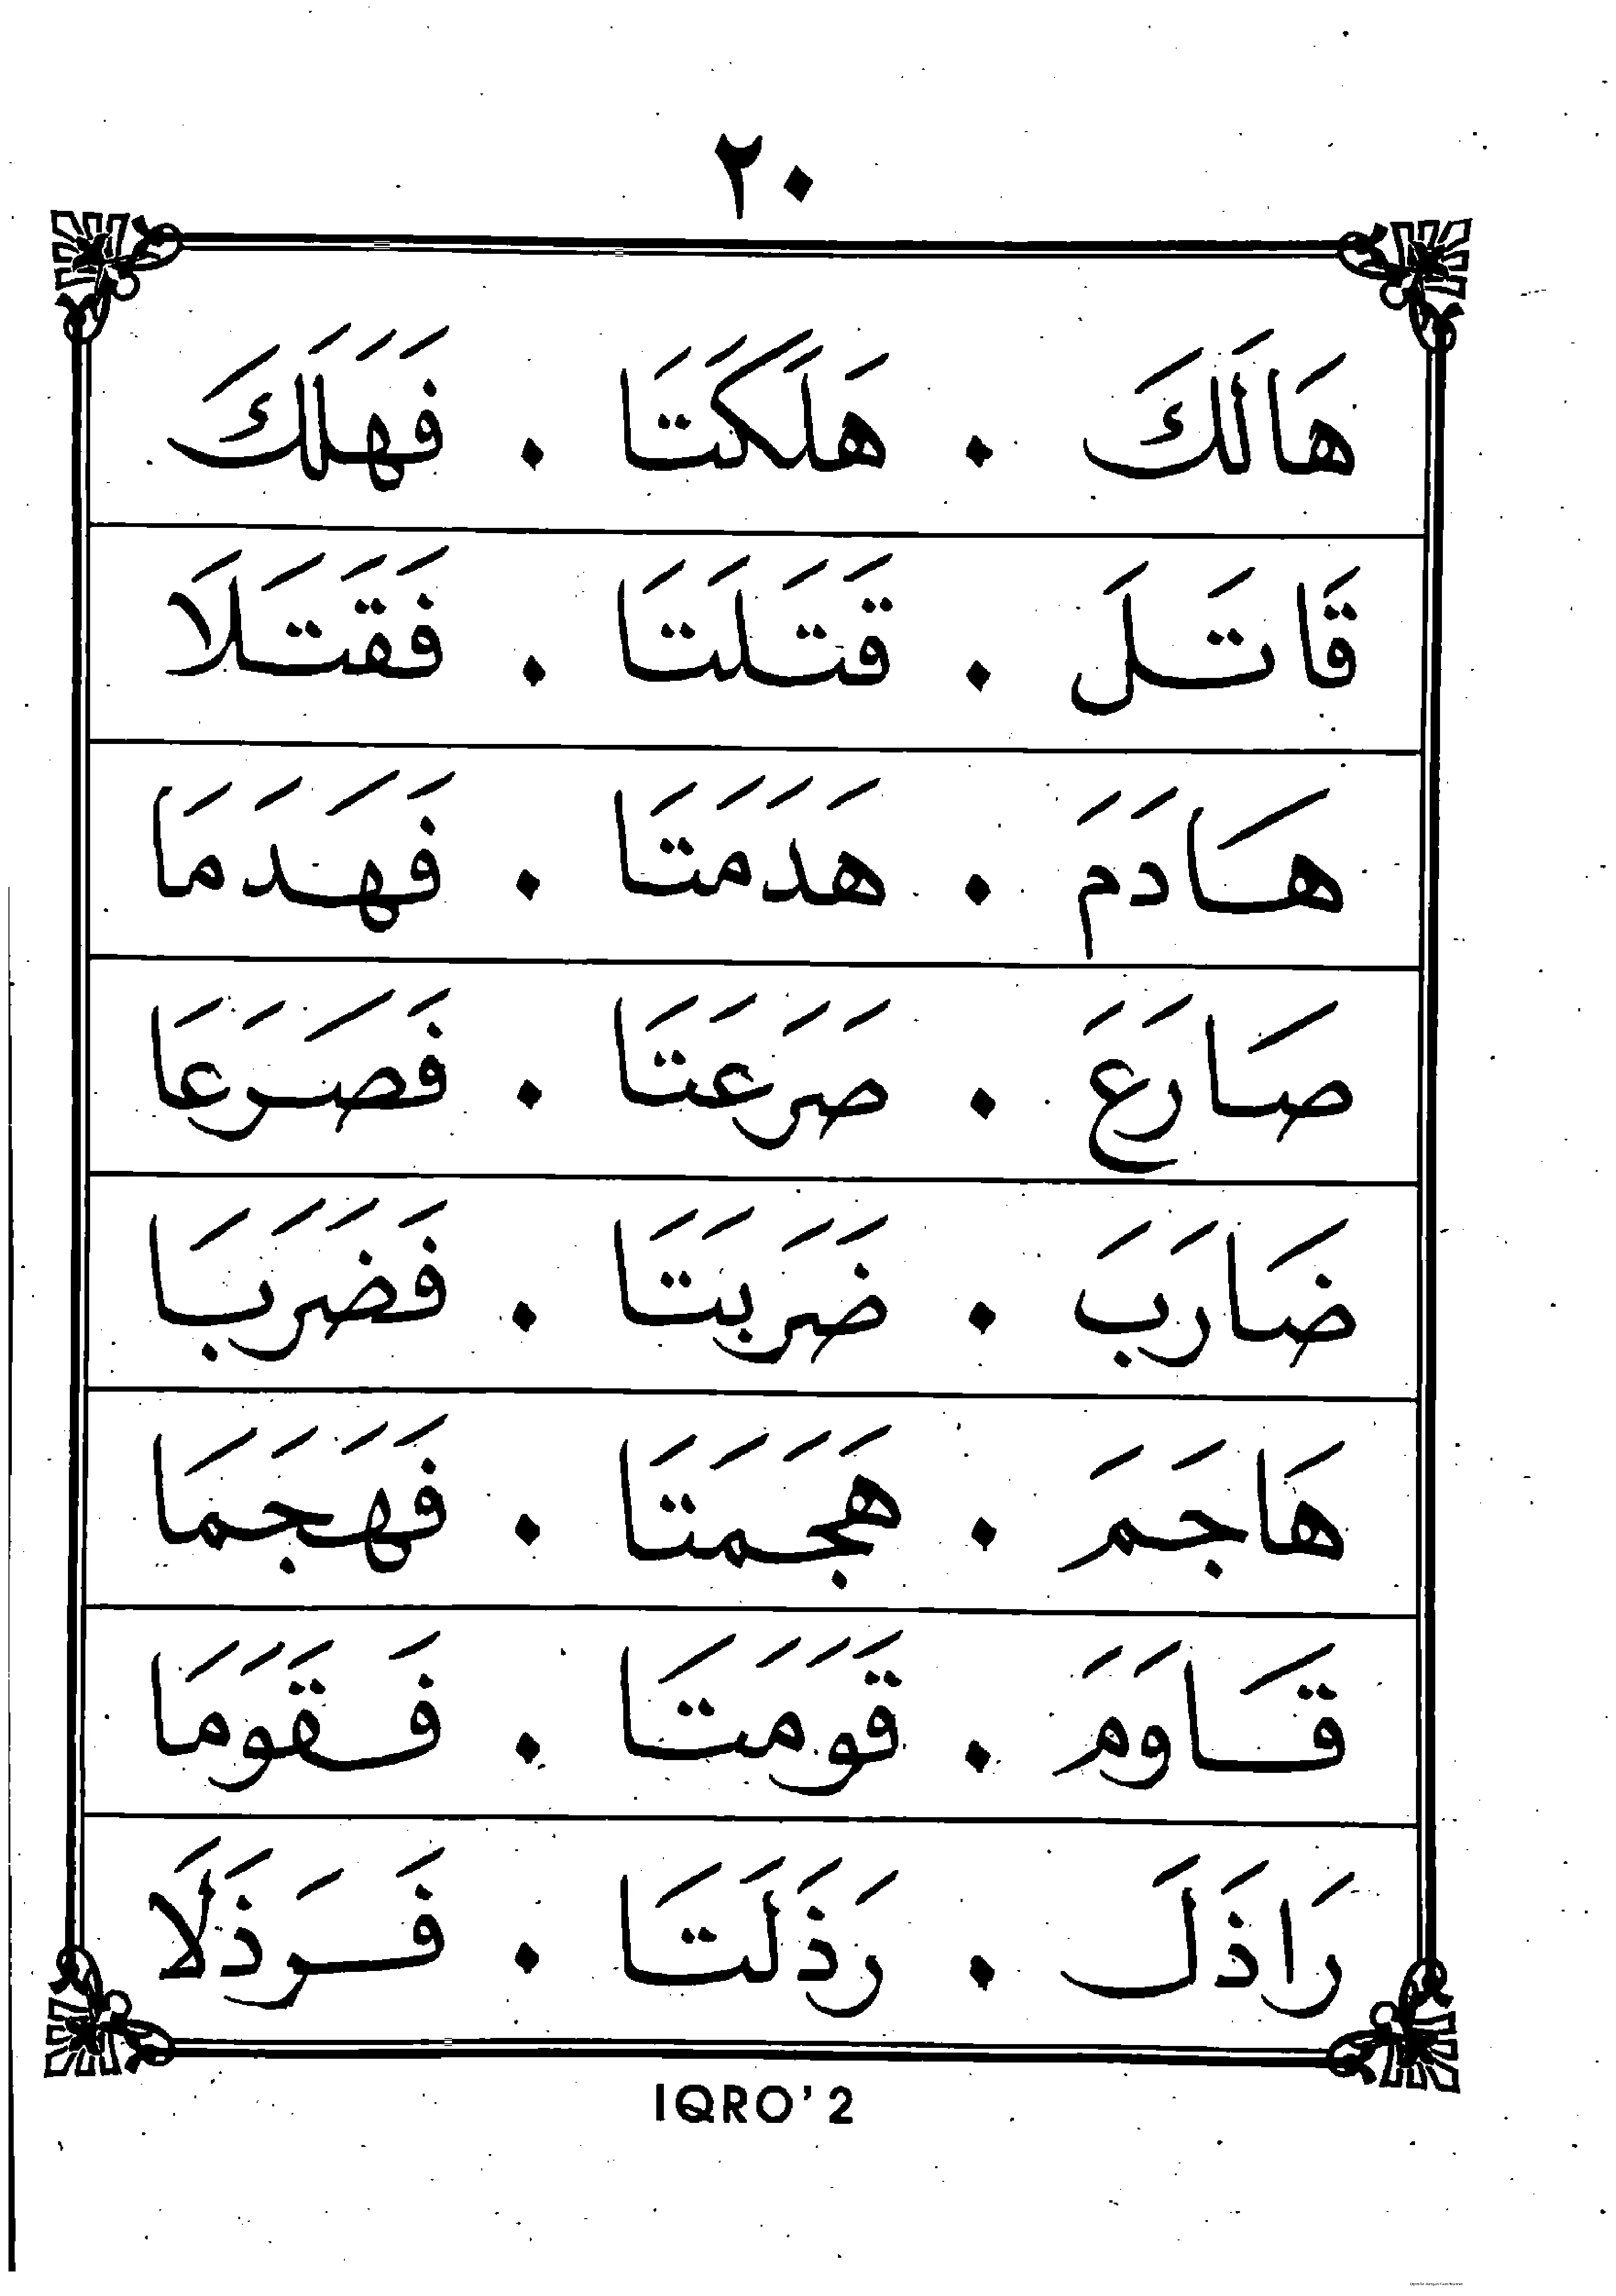 ٢٠
هَالَكَ . هَلَكَتَا . فَهَلَكَ
قَاتَلَ . قَتَلَتَا . فَقَتَلَا
هَادَمَ . هَدَمَتَا . فَهَدَمَا
صَارَعَ . صَرَعَتَا . فَصَرَعَا
ضَارَبَ . ضَرَبَتَا . فَضَرَبَا
هَاجَمَ . هَجَمَتَا . فَهَجَمَا
قَاوَمَ . قَوَمَتَا . فَقَوَمَا
رَاذَلَ . رَذَلَتَا . فَرَذَلَا
IQRO'2